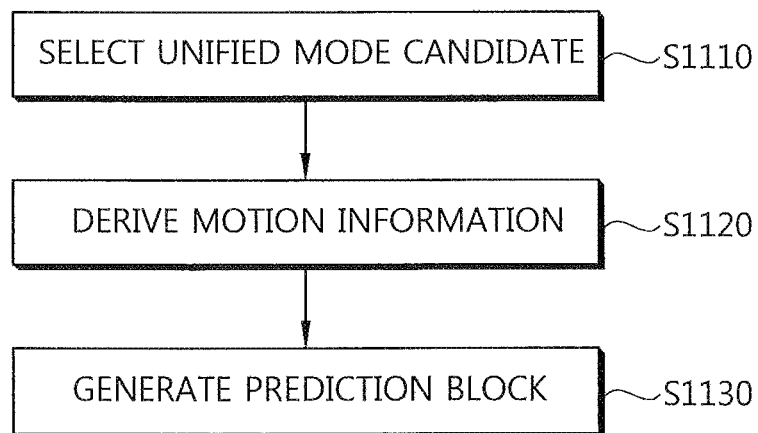 SELECT UNIFIED MODE CANDIDATE S1110
DERIVE MOTION INFORMATION S1120
GENERATE PREDICTION BLOCK S1130